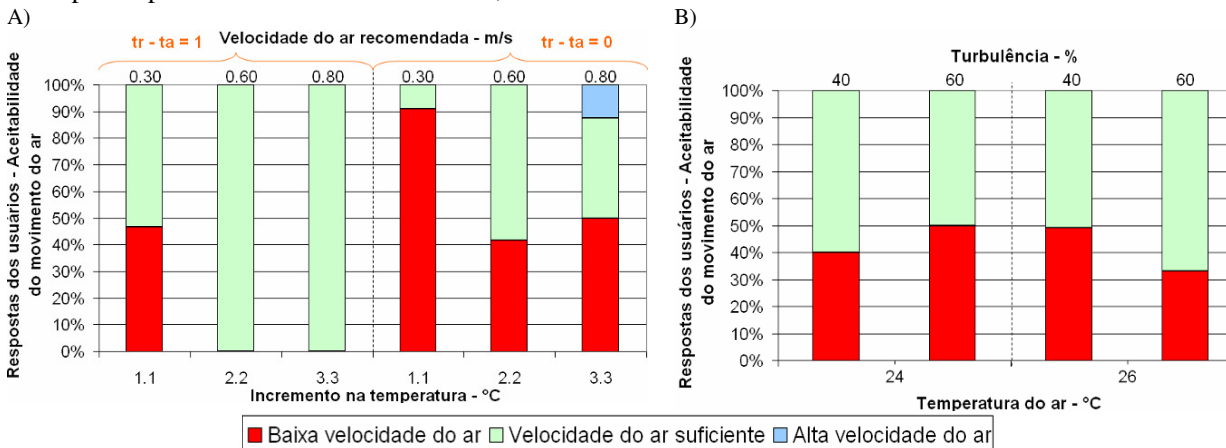 A)
B)
tr - ta = 1
Velocidade do ar recomendada - m/s
tr - ta = 0
0.30 0.60 0.80 0.30 0.60 0.80
Respostas dos usuários - Aceitabilidade
do movimento do ar
100%
90%
80%
70%
60%
50%
40%
30%
20%
10%
0%
1.1 2.2 3.3 1.1 2.2 3.3
Incremento na temperatura - ºC
Turbulência - %
40 60 40 60
Respostas dos usuários - Aceitabilidade
do movimento do ar
100%
90%
80%
70%
60%
50%
40%
30%
20%
10%
0%
24 26
Temperatura do ar - ºC
Baixa velocidade do ar Velocidade do ar suficiente Alta velocidade do ar